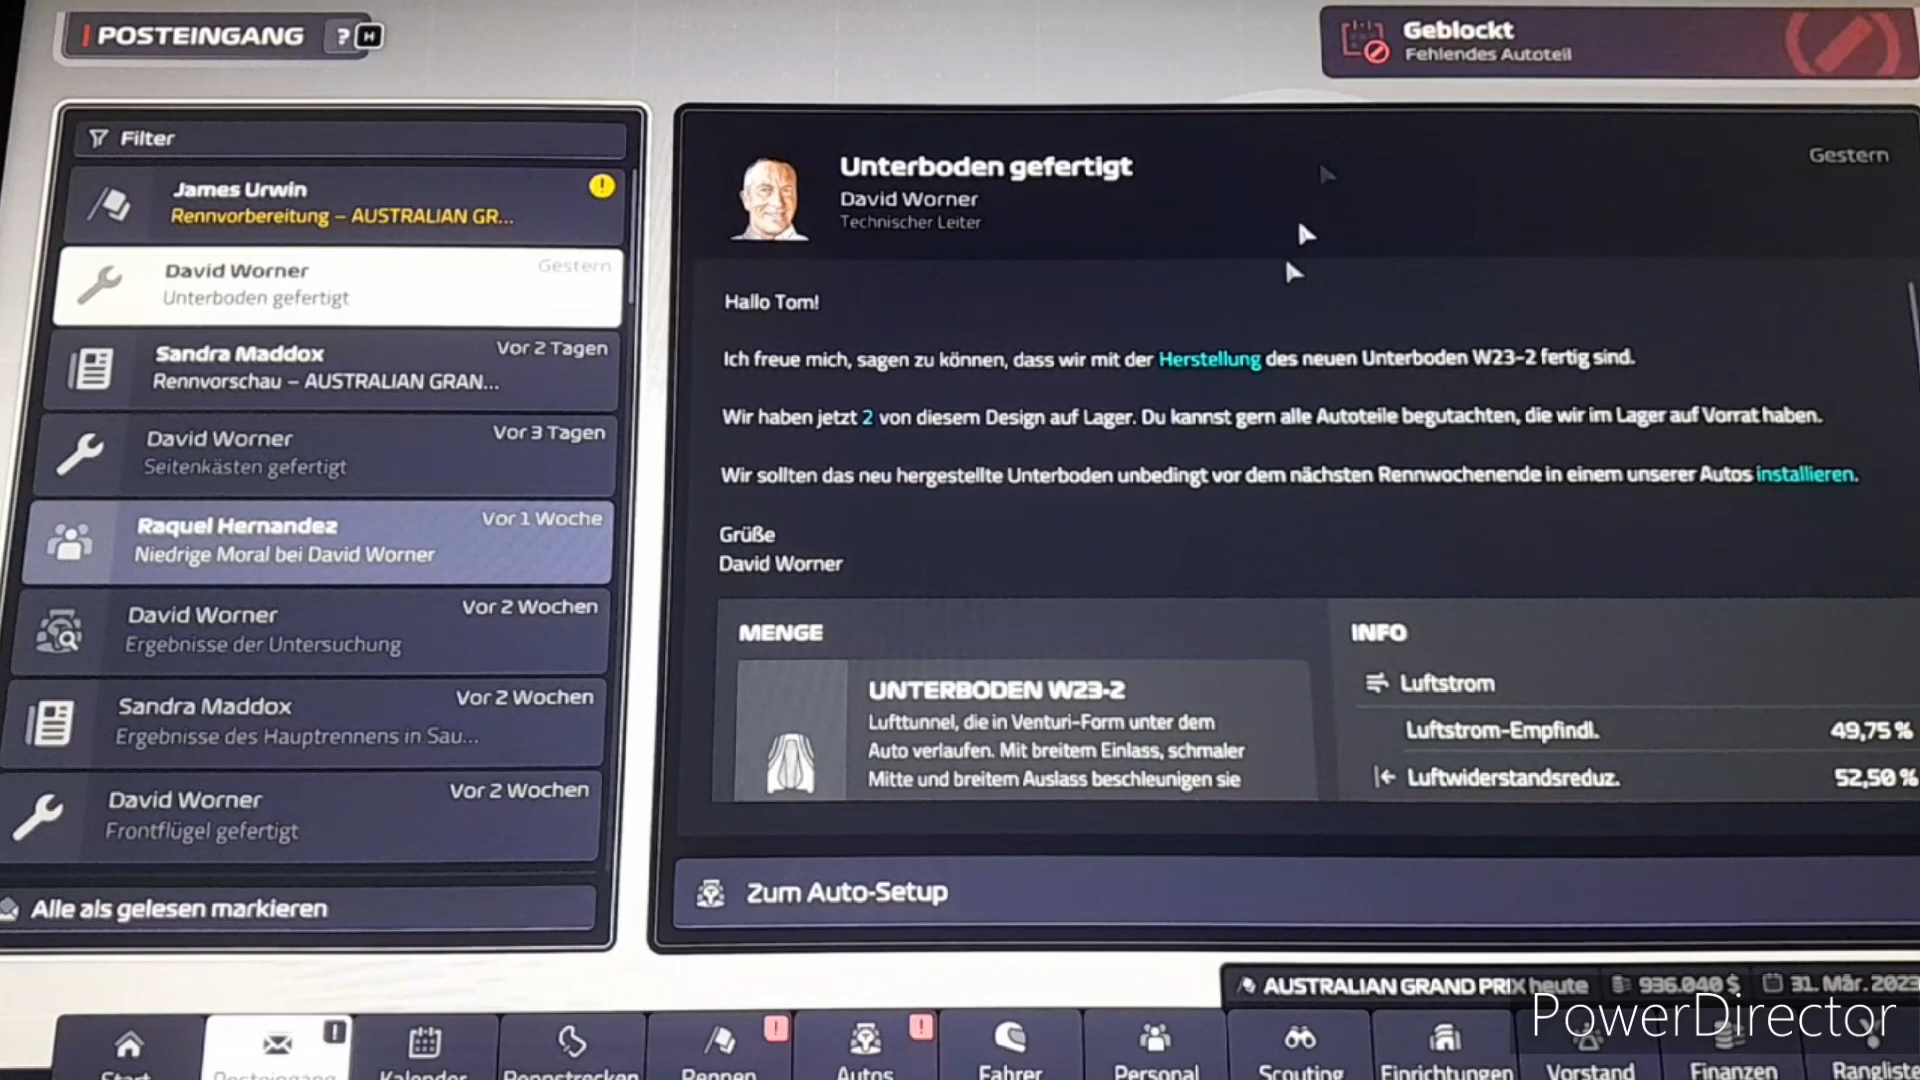 POSTEINGANG
?
H
Geblockt
Fehlendes Autoteil
Filter
James Urwin
Rennvorbereitung – AUSTRALIAN GR...
David Worner
Gestern
Unterboden gefertigt
Sandra Maddox
Vor 2 Tagen
Rennvorschau – AUSTRALIAN GRAN...
David Worner
Vor 3 Tagen
Seitenkästen gefertigt
Raquel Hernandez
Vor 1 Woche
Niedrige Moral bei David Worner
David Worner
Vor 2 Wochen
Ergebnisse der Untersuchung
Sandra Maddox
Vor 2 Wochen
Ergebnisse des Hauptrennens in Sau...
David Worner
Vor 2 Wochen
Frontflügel gefertigt
Alle als gelesen markieren
Unterboden gefertigt
Gestern
David Worner
Technischer Leiter
Hallo Tom!
Ich freue mich, sagen zu können, dass wir mit der Herstellung des neuen Unterboden W23-2 fertig sind.
Wir haben jetzt 2 von diesem Design auf Lager. Du kannst gern alle Autoteile begutachten, die wir im Lager auf Vorrat haben.
Wir sollten das neu hergestellte Unterboden unbedingt vor dem nächsten Rennwochenende in einem unserer Autos installieren.
Grüße
David Worner
MENGE
UNTERBODEN W23-2
Lufttunnel, die in Venturi-Form unter dem
Auto verlaufen. Mit breitem Einlass, schmaler
Mitte und breitem Auslass beschleunigen sie
INFO
Luftstrom
Luftstrom-Empfindl. 49,75 %
Luftwiderstandsreduz. 52,50 %
Zum Auto-Setup
AUSTRALIAN GRAND PRIX heute
936.040 $
31. Mär. 2023
PowerDirector
Start
Posteingang
Kalender
Rennstrecken
Rennen
Autos
Fahrer
Personal
Scouting
Einrichtungen
Vorstand
Finanzen
Rangliste